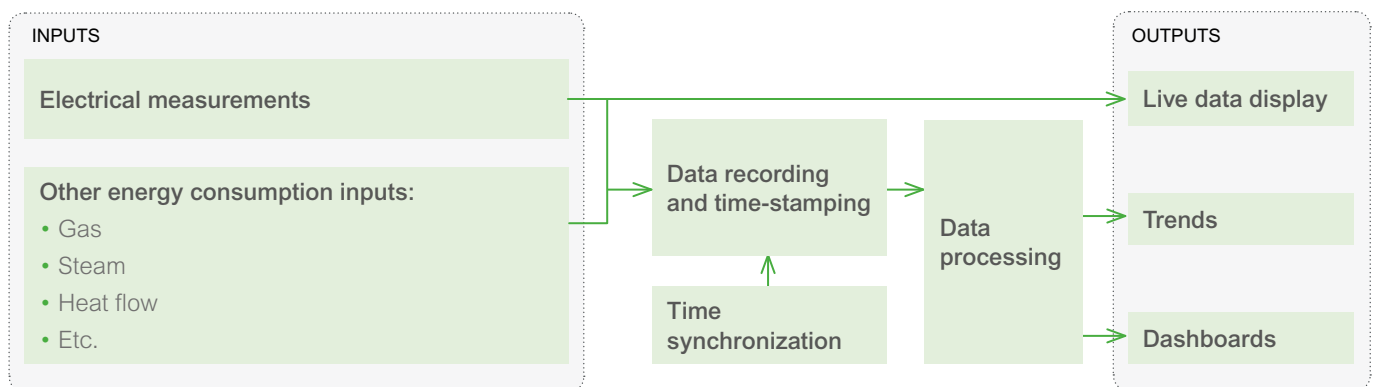 INPUTS
Electrical measurements
Other energy consumption inputs:
• Gas
• Steam
• Heat flow
• Etc.
Data recording
and time-stamping
Time
synchronization
Data
processing
OUTPUTS
Live data display
Trends
Dashboards